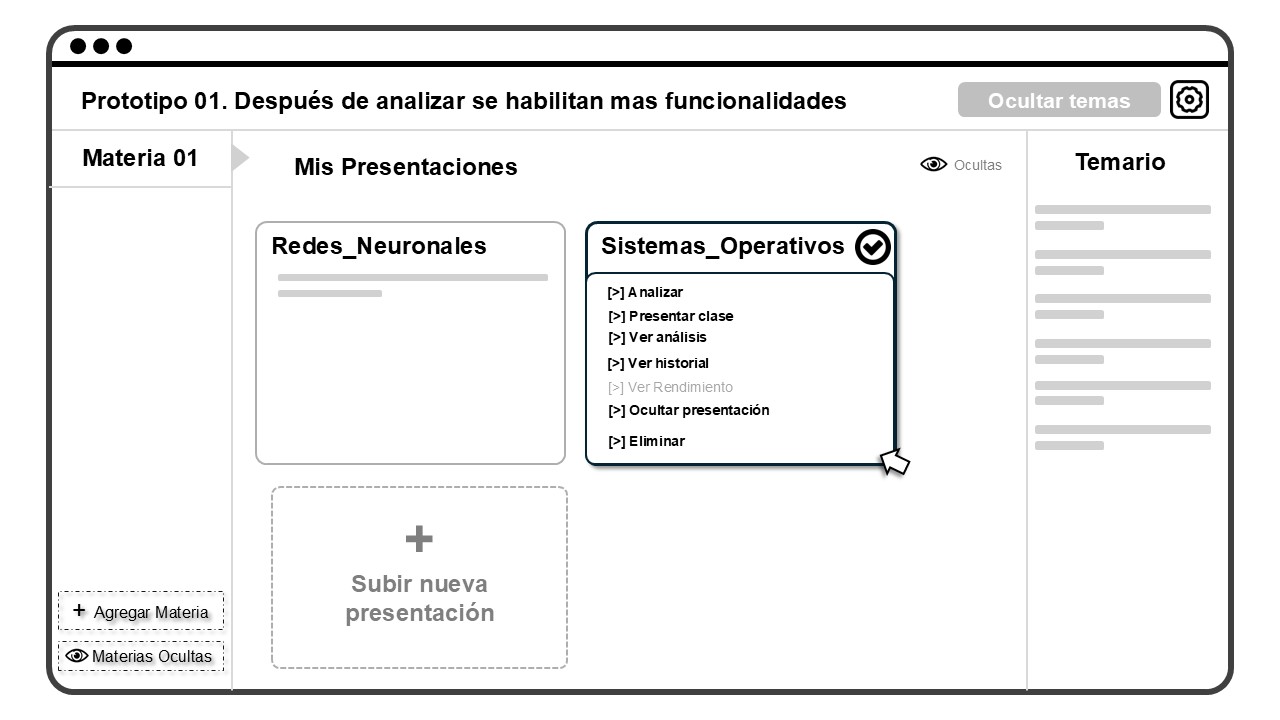 Prototipo 01. Después de analizar se habilitan mas funcionalidades
Ocultar temas
Materia 01
Mis Presentaciones
Ocultas
Temario
Redes_Neuronales
Sistemas_Operativos
[>] Analizar
[>] Presentar clase
[>] Ver análisis
[>] Ver historial
[>] Ver Rendimiento
[>] Ocultar presentación
[>] Eliminar
+
Subir nueva
presentación
+ Agregar Materia
Materias Ocultas